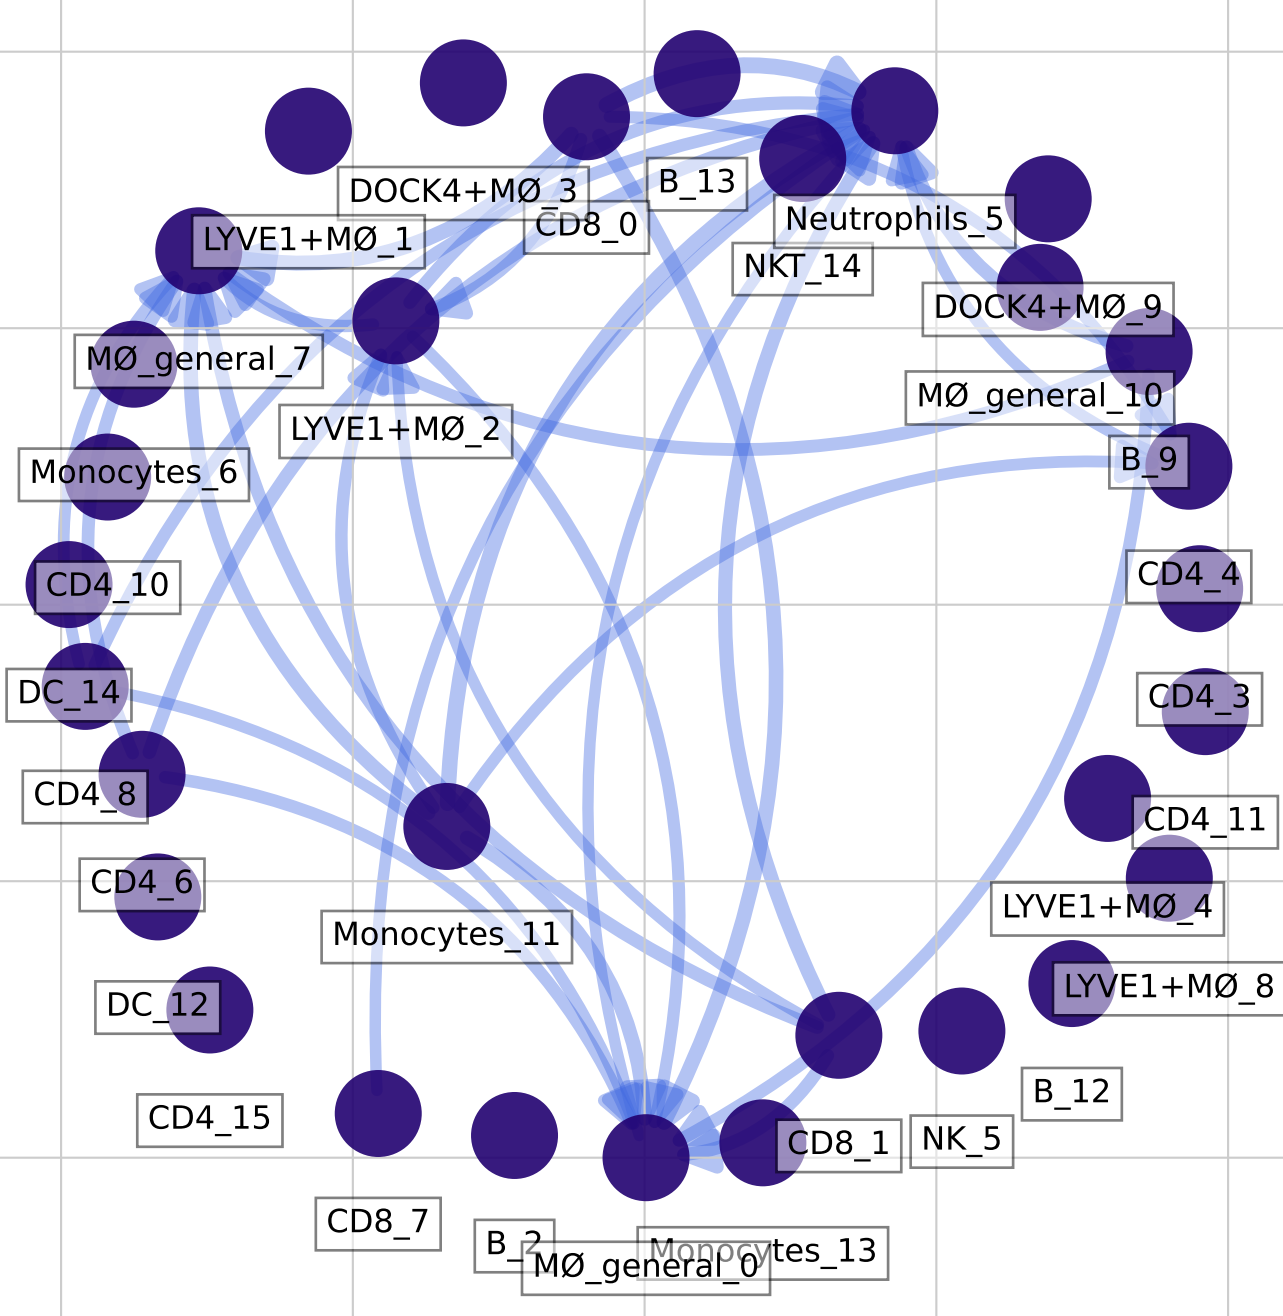 B_13
DOCK4+MØ_3
CD8_0
Neutrophils_5
LYVE1+MØ_1
NKT_14
DOCK4+MØ_9
MØ_general_7
MØ_general_10
LYVE1+MØ_2
B_9
Monocytes_6
CD4_4
CD4_10
DC_14
CD4_3
CD4_8
CD4_11
CD4_6
LYVE1+MØ_4
Monocytes_11
LYVE1+MØ_8
DC_12
B_12
CD4_15
CD8_1
NK_5
CD8_7
B_2
Monocytes_13
MØ_general_0